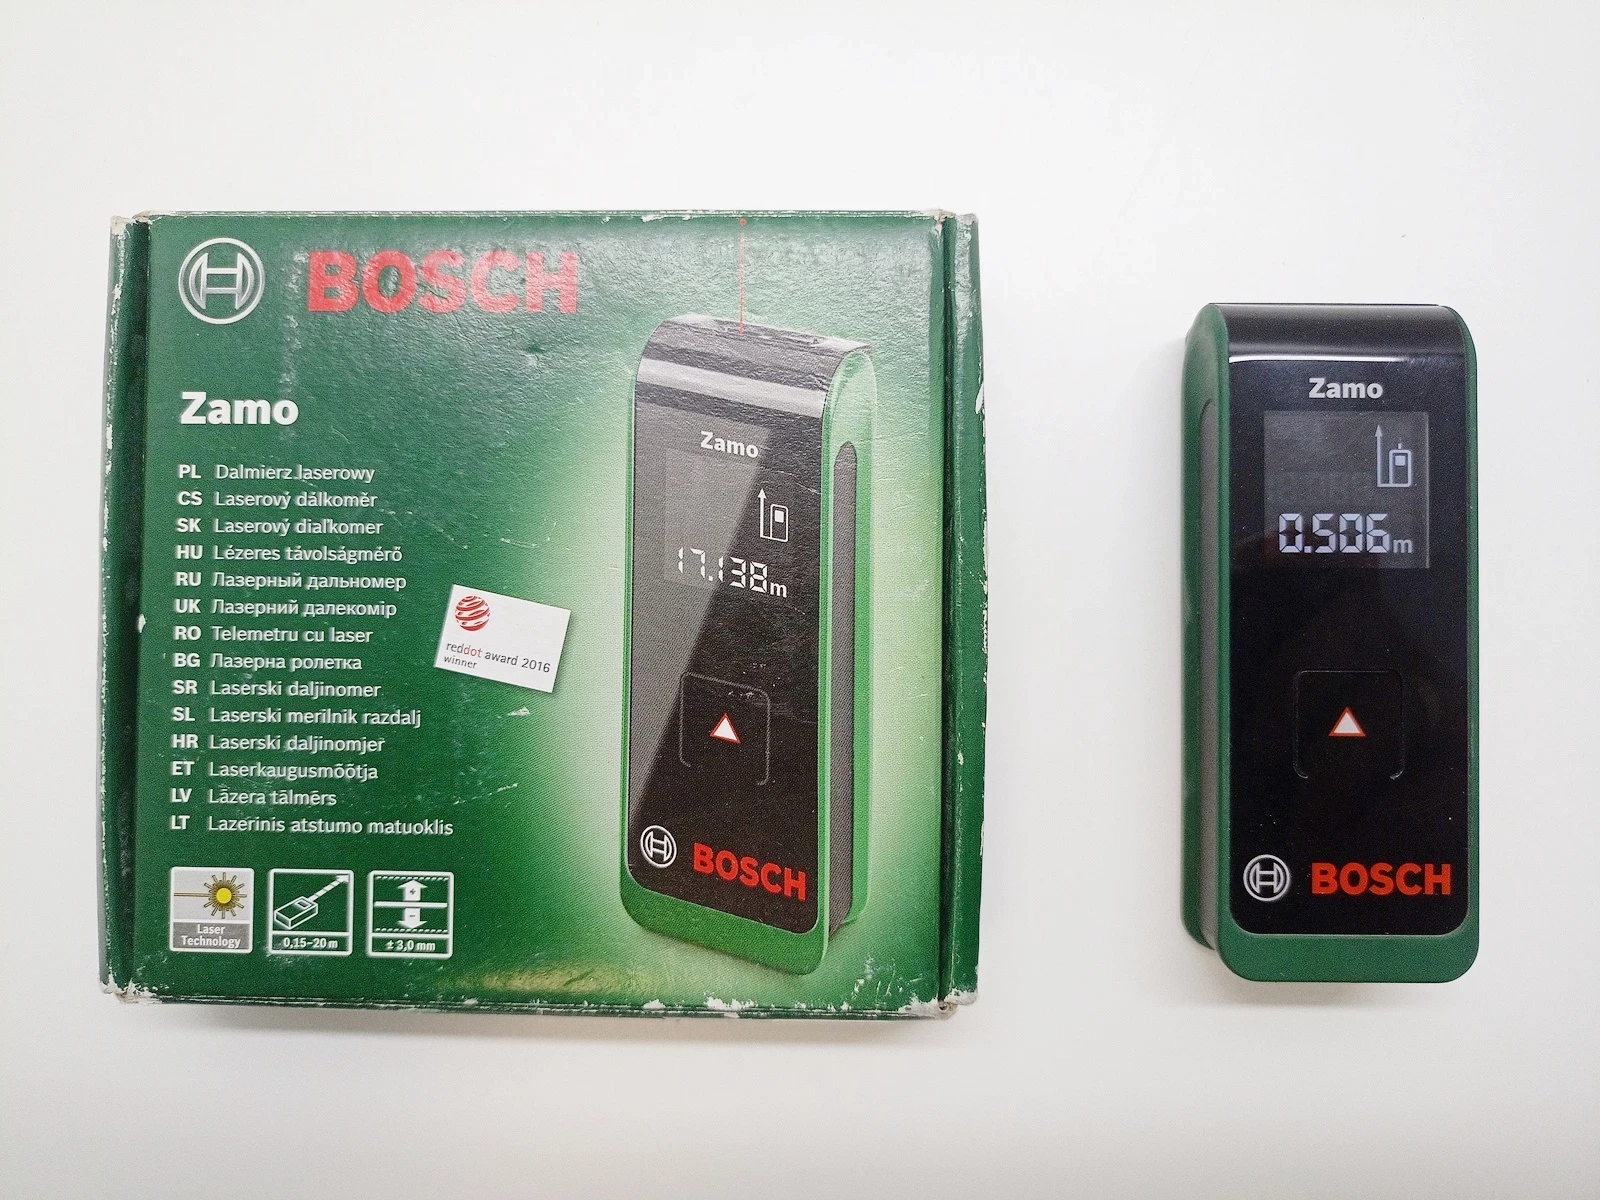 BOSCH
Zamo
PL Dalmierz laserowy
CS Laserový dálkoměr
SK Laserový diaľkomer
HU Lézeres távolságmérő
RU Лазерный дальномер
UK Лазерний далекомір
RO Telemetru cu laser
BG Лазерна ролетка
SR Laserski daljinomer
SL Laserski merilnik razdalj
HR Laserski daljinomjer
ET Laserkaugusmõõtja
LV Lāzera tālmērs
LT Lazerinis atstumo matuoklis
Laser
Technology
0,15-20 m
± 3,0 mm
reddot award 2016
winner
Zamo
17.138m
BOSCH
Zamo
0.506m
BOSCH